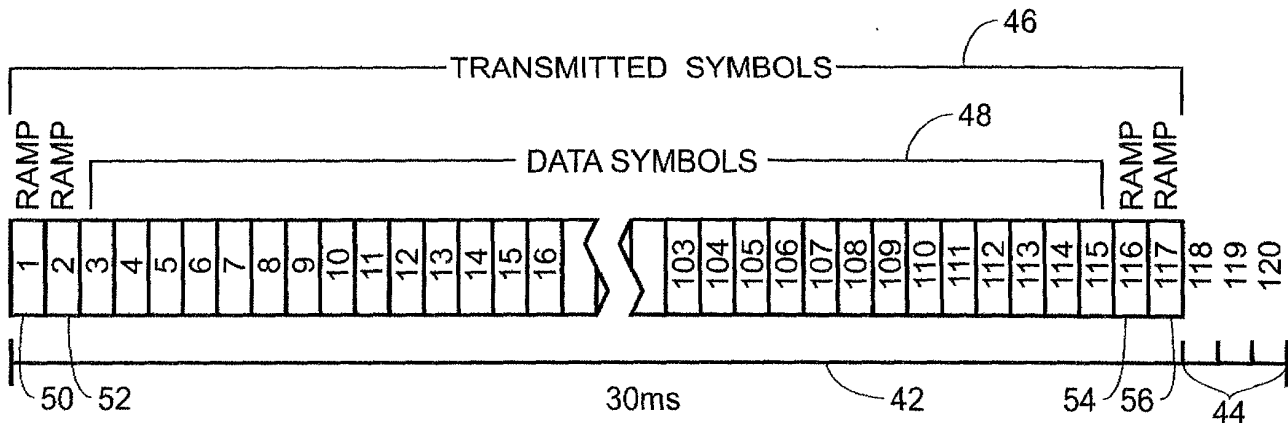 46
TRANSMITTED SYMBOLS
48
RAMP RAMP DATA SYMBOLS RAMP RAMP
1 2 3 4 5 6 7 8 9 10 11 12 13 14 15 16 103 104 105 106 107 108 109 110 111 112 113 114 115 116 117 118 119 120
50 52 30ms 42 54 56 44